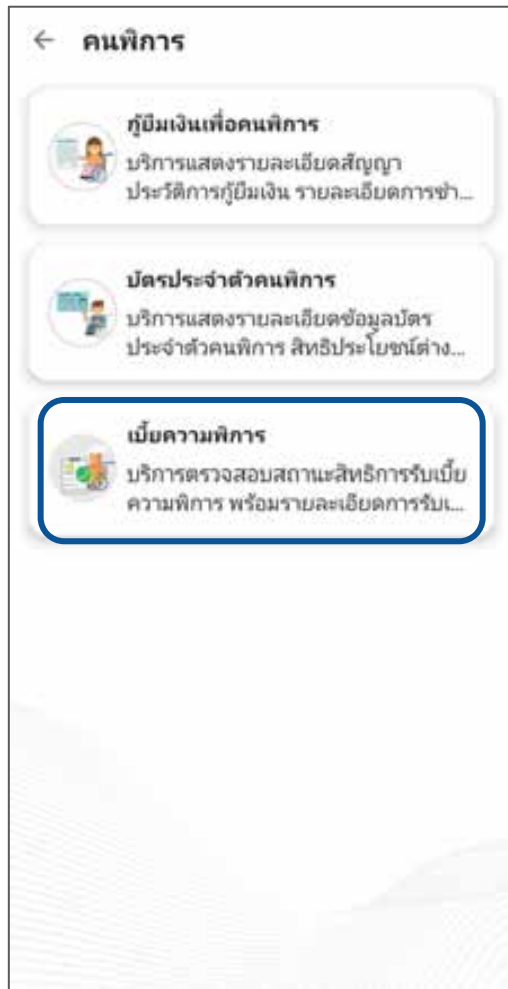 ← คนพิการ
กู้ยืมเงินเพื่อคนพิการ
บริการแสดงรายละเอียดสัญญา
ประวัติการกู้ยืมเงิน รายละเอียดการชำ...
บัตรประจำตัวคนพิการ
บริการแสดงรายละเอียดข้อมูลบัตร
ประจำตัวคนพิการ สิทธิประโยชน์ต่าง...
เบี้ยความพิการ
บริการตรวจสอบสถานะสิทธิการรับเบี้ย
ความพิการ พร้อมรายละเอียดการรับเ...